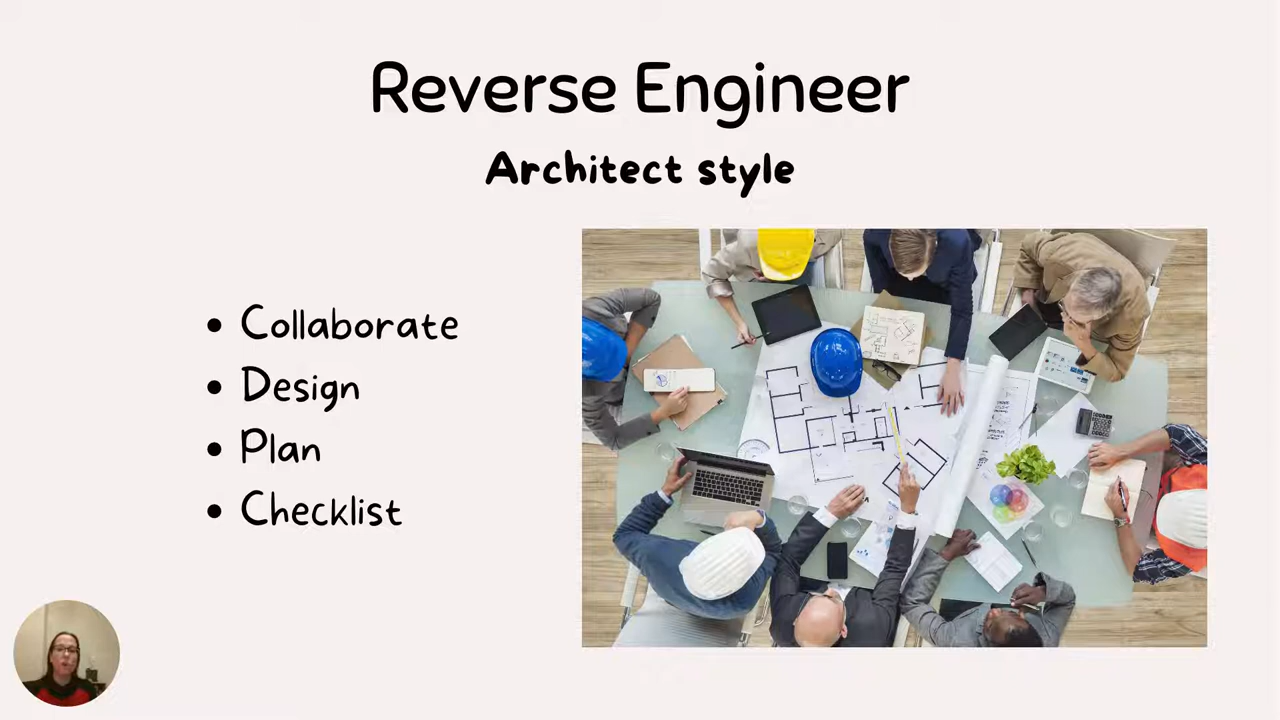 Reverse Engineer
Architect style
• Collaborate
• Design
• Plan
• Checklist